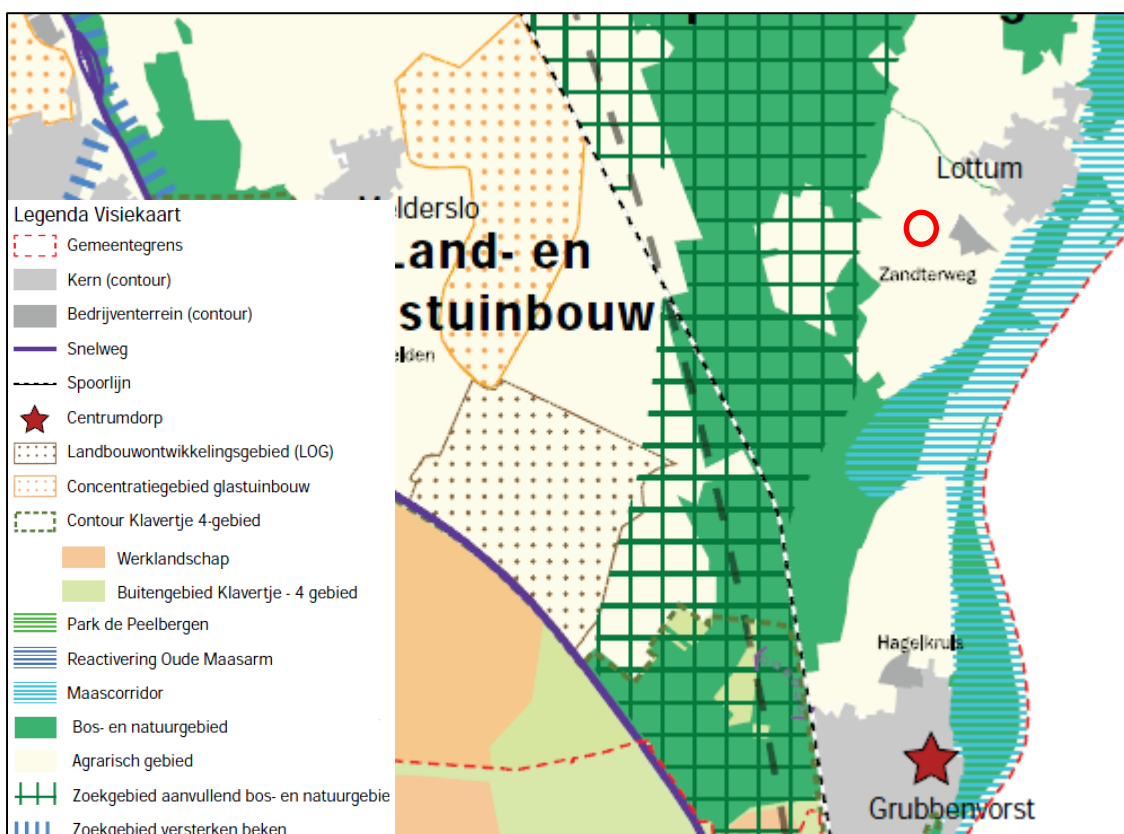 Lottum
Zandterweg
Melderslo
Land- en
stuinbouw
elden
Hagelkruis
Grubbenvorst
Legenda Visiekaart
Gemeentegrens
Kern (contour)
Bedrijventerrein (contour)
Snelweg
Spoorlijn
Centrumdorp
Landbouwontwikkelingsgebied (LOG)
Concentratiegebied glastuinbouw
Contour Klavertje 4-gebied
Werklandschap
Buitengebied Klavertje - 4 gebied
Park de Peelbergen
Reactivering Oude Maasarm
Maascorridor
Bos- en natuurgebied
Agrarisch gebied
Zoekgebied aanvullend bos- en natuurgebie
Zoekgebied versterken beken